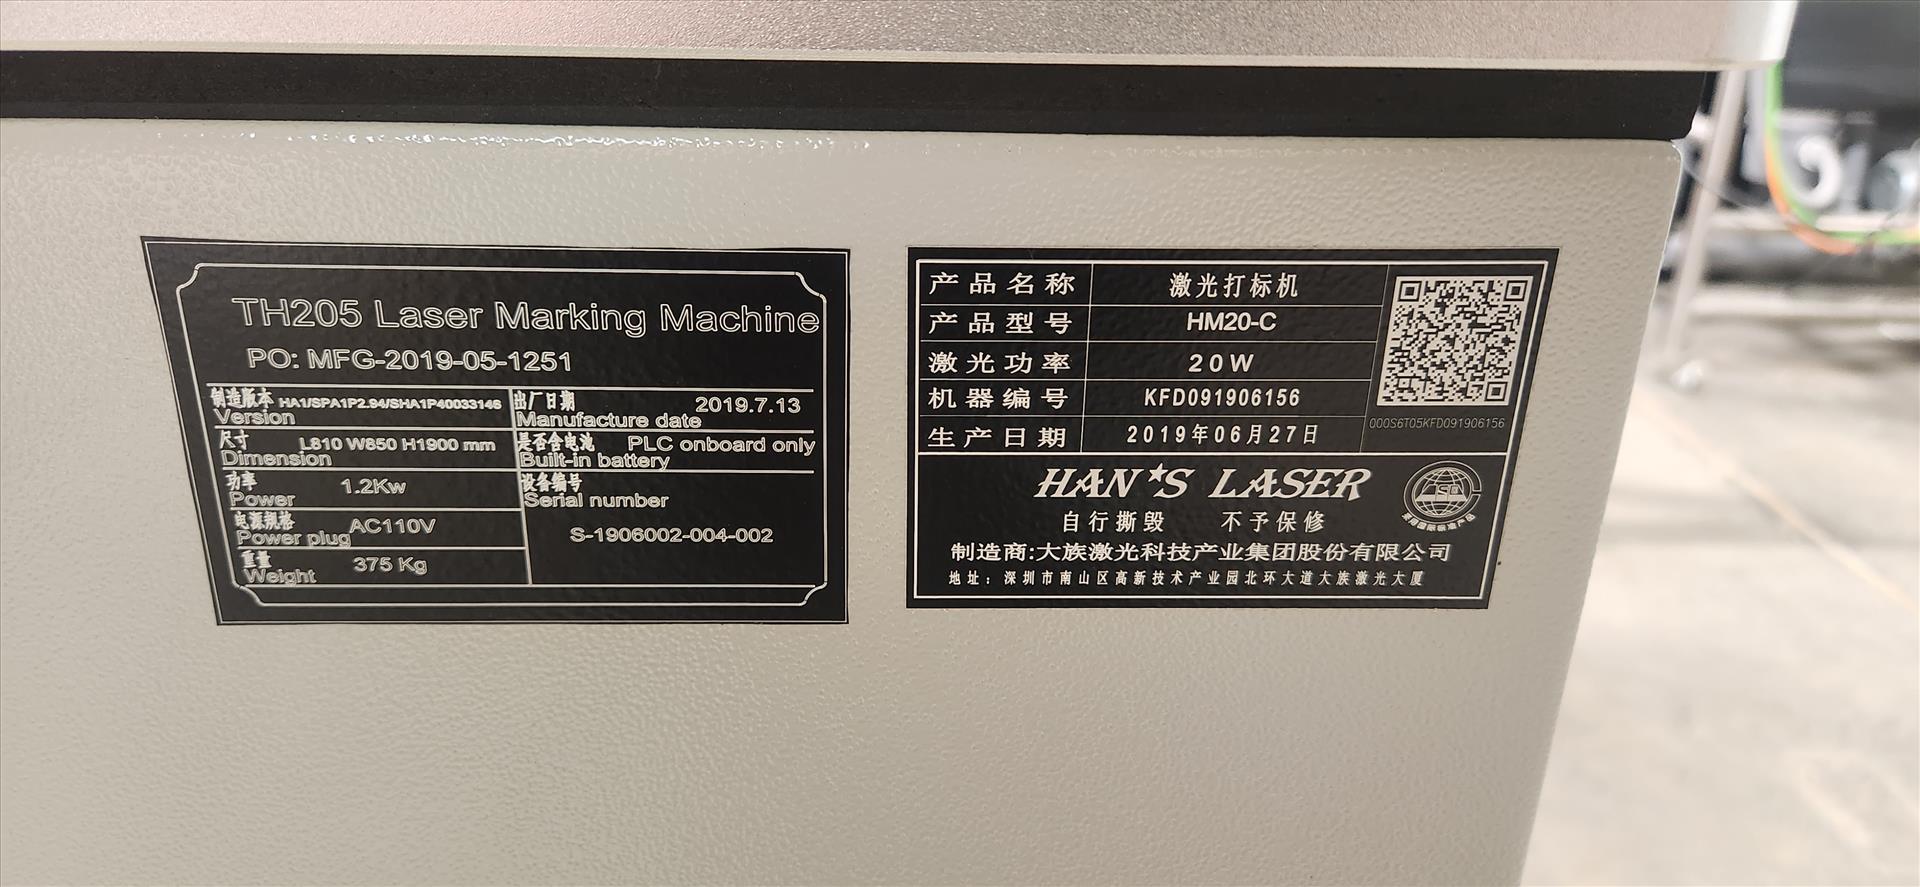 TH205 Laser Marking Machine
PO: MFG-2019-05-1251
制造版本 HA1/SPA1P2.94/SHA1P40033146
Version
出厂日期 2019.7.13
Manufacture date
尺寸 L810 W850 H1900 mm
Dimension
是否含电池 PLC onboard only
Built-in battery
功率 1.2Kw
Power
设备编号
Serial number
S-1906002-004-002
电源规格 AC110V
Power plug
重量 375 Kg
Weight
产品名称 激光打标机
产品型号 HM20-C
激光功率 20W
机器编号 KFD091906156
生产日期 2019年06月27日
000S6T05KFD091906156
HAN*S LASER
自行撕毁 不予保修
制造商:大族激光科技产业集团股份有限公司
地址：深圳市南山区高新技术产业园北环大道大族激光大厦